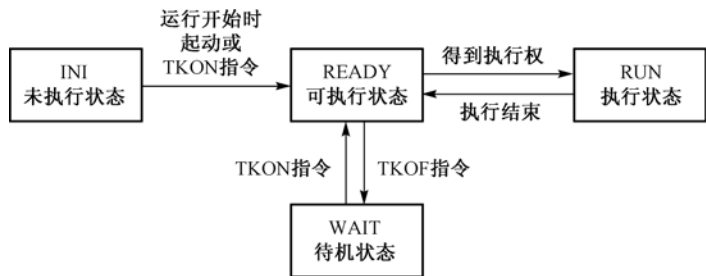 运行开始时
起动或
TKON指令
INI
未执行状态
READY
可执行状态
得到执行权
执行结束
RUN
执行状态
TKON指令
TKOF指令
WAIT
待机状态